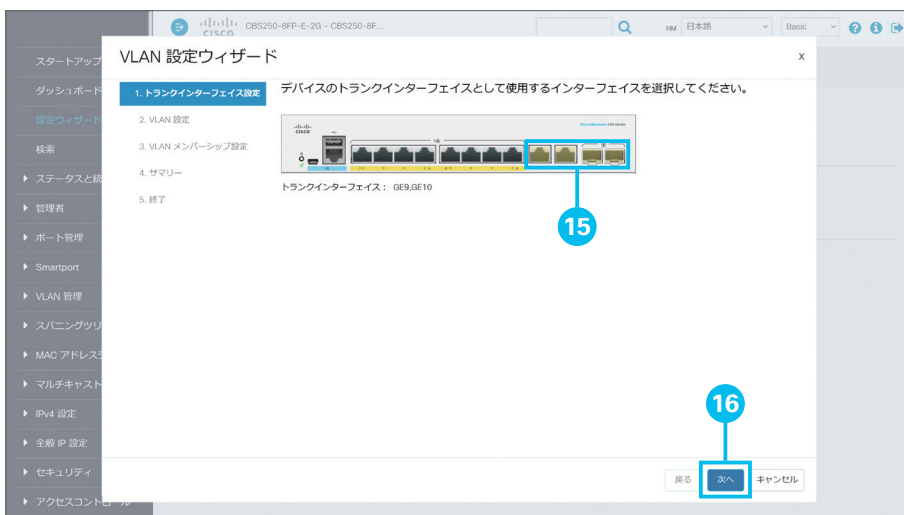 CISCO
CBS250-8FP-E-2G - CBS250-8F...
HM
日本語
Basic
スタートアップ
ダッシュボード
設定ウィザード
検索
ステータスと統
管理者
ポート管理
Smartport
VLAN 管理
スパニングツリ
MAC アドレステ
マルチキャスト
IPv4 設定
全般 IP 設定
セキュリティ
アクセスコントロール
VLAN 設定ウィザード
x
1. トランクインターフェイス設定
2. VLAN 設定
3. VLAN メンバーシップ設定
4. サマリー
5. 終了
デバイスのトランクインターフェイスとして使用するインターフェイスを選択してください。
CISCO
トランクインターフェイス： GE9,GE10
15
16
戻る
次へ
キャンセル